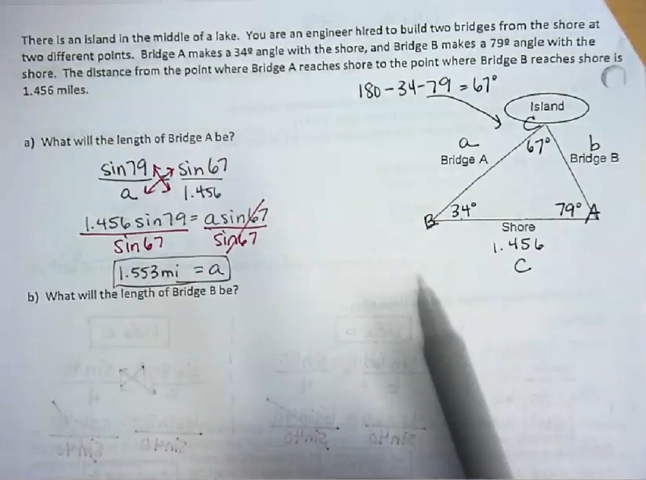 There is an island in the middle of a lake. You are an engineer hired to build two bridges from the shore at
two different points. Bridge A makes a 34º angle with the shore, and Bridge B makes a 79º angle with the
shore. The distance from the point where Bridge A reaches shore to the point where Bridge B reaches shore is
1.456 miles.
180-34-79 = 67°
Island
C
a
Bridge A
67°
b
Bridge B
B
34°
79°
A
Shore
1.456
C
a) What will the length of Bridge A be?
sin79 sin67
a 1.456
1.456 sin79 = a sin67
sin67 sin67
1.553mi = a
b) What will the length of Bridge B be?